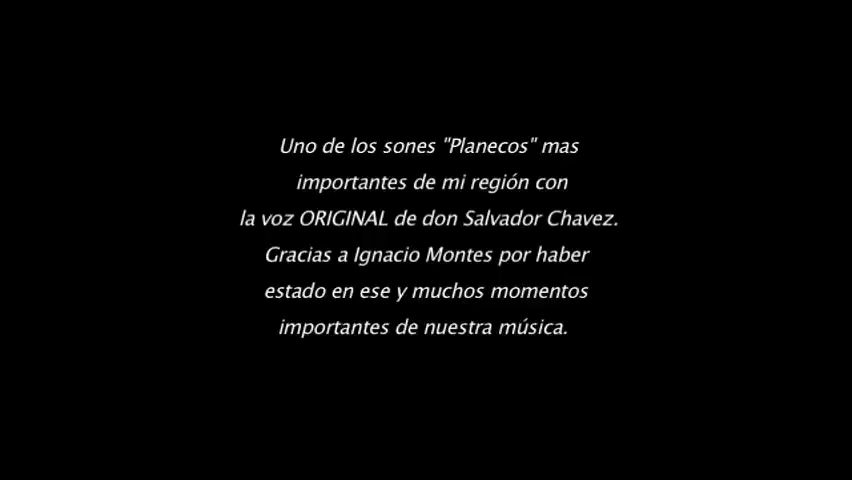 Uno de los sones "Planecos" mas
importantes de mi región con
la voz ORIGINAL de don Salvador Chavez.
Gracias a Ignacio Montes por haber
estado en ese y muchos momentos
importantes de nuestra música.